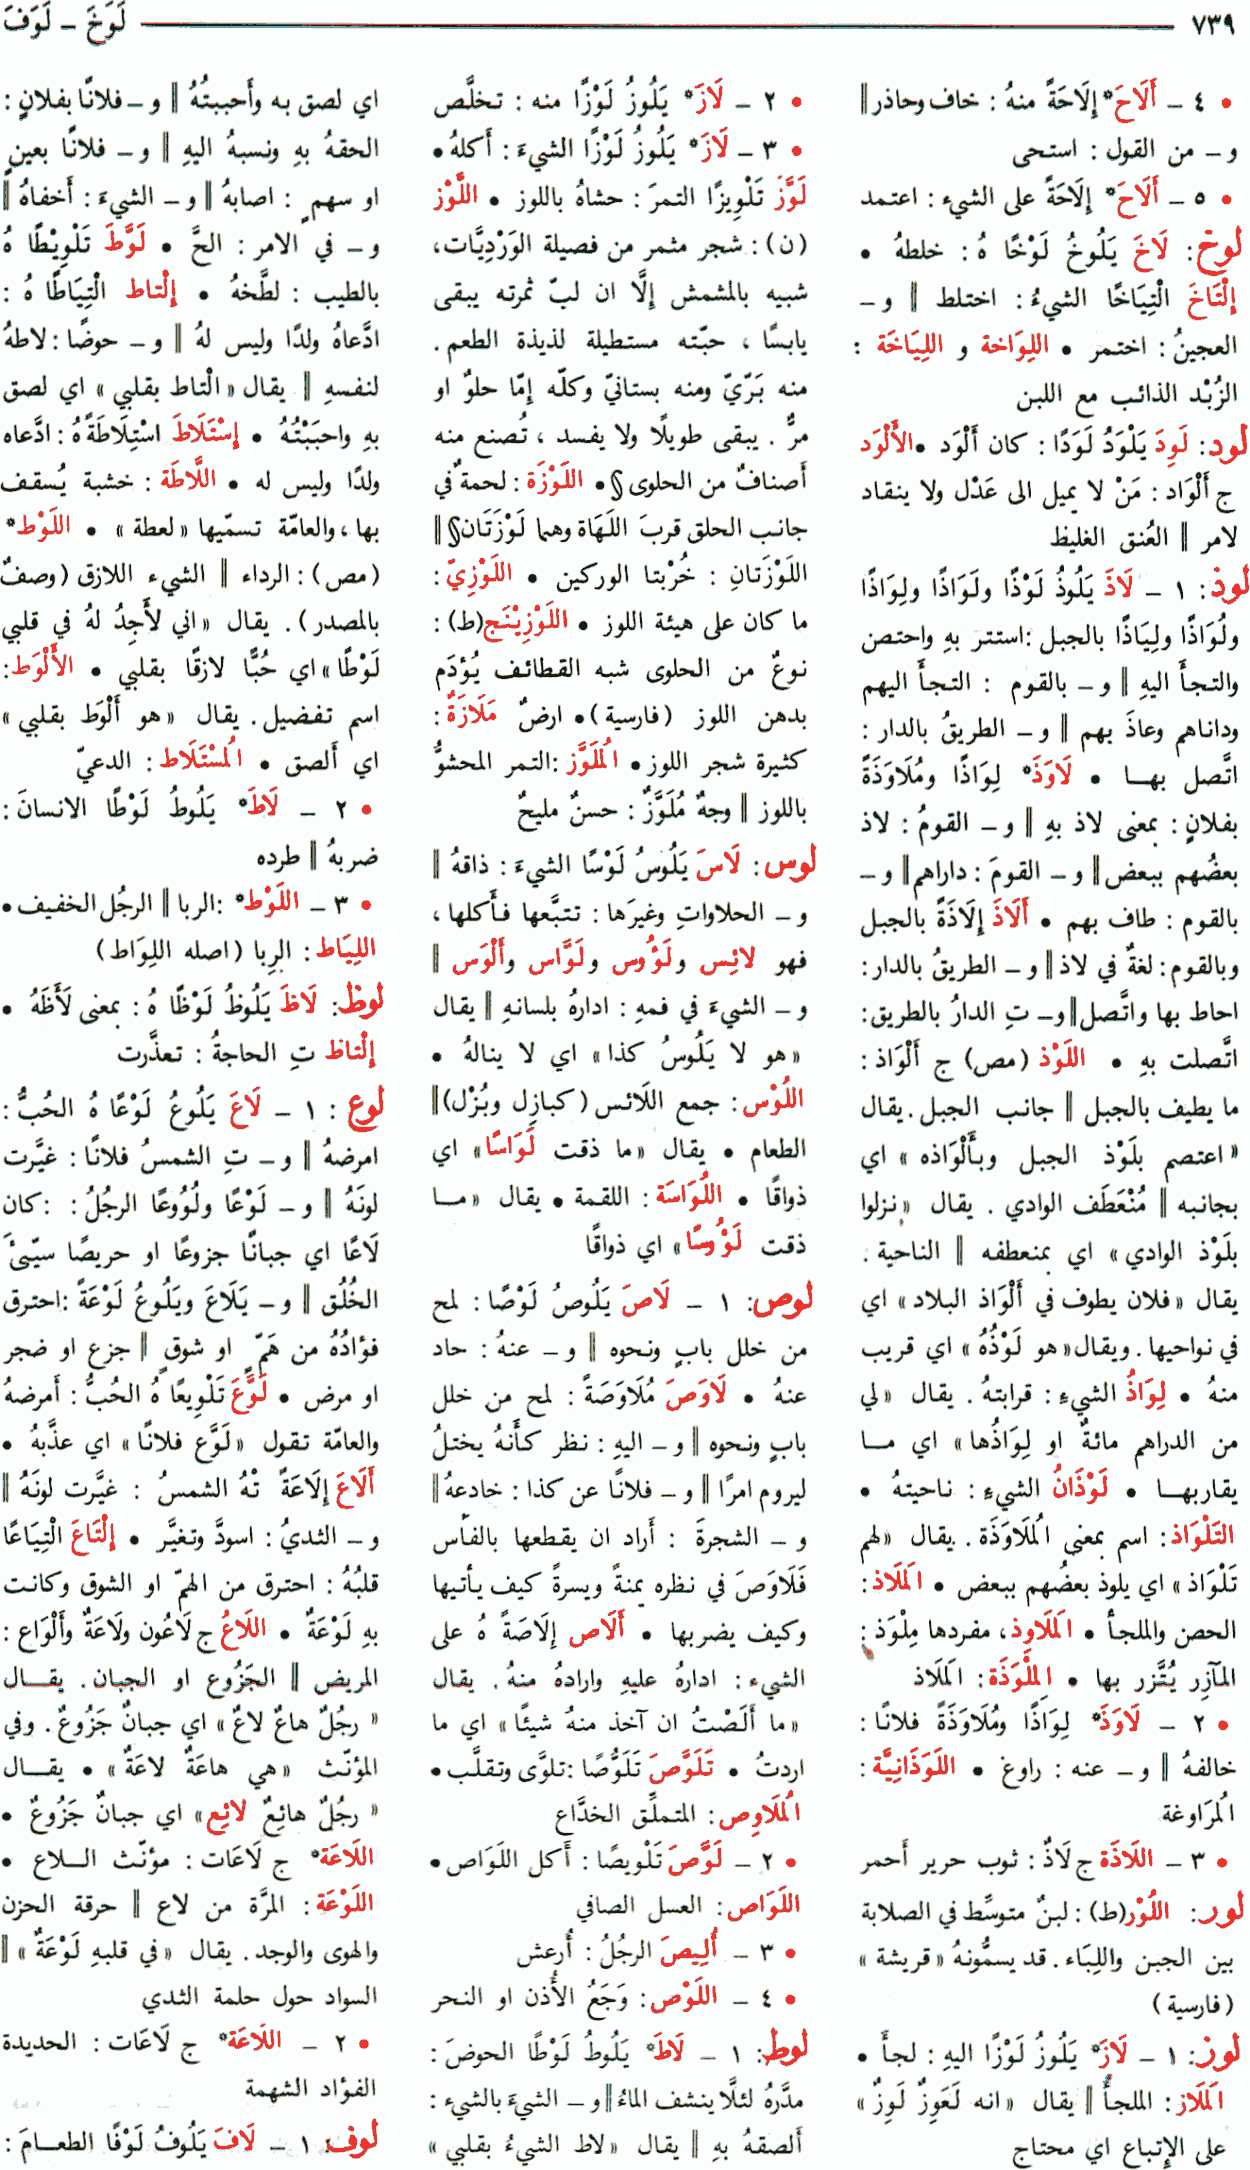 ٧٣٩
لَوَخَ – لَوَفَ
• ٤ – أَلَاحَ* إِلَاحَةً منهُ : خاف وحاذر ‖
و – من القول : استحى
• ٥ – أَلَاحَ* إِلَاحَةً على الشيء : اعتمد
لوخ : لَاخَ يَلُوخُ لَوْخًا هُ : خلطهُ •
إِلْتَاخَ الْتِيَاخًا الشيءُ : اختلط ‖ و –
العجينُ : اختمر • اللِوَاخة و اللِيَاخَة :
الزُبْد الذائب مع اللبن
لود : لَوِدَ يَلْوَدُ لَوَدًا : كان أَلْوَد • الأَلْوَد
ج أَلْوَاد : مَنْ لا يميل الى عَدْل ولا ينقاد
لامر ‖ العُنق الغليظ
لوذ : ١ – لَاذَ يَلُوذُ لَوْذًا ولَوَاذًا ولِوَاذًا
ولُوَاذًا ولِيَاذًا بالجبل : استتر بهِ واحتصن
والتجأَ اليهِ ‖ و – بالقوم : التجأَ اليهم
وداناهم وعاذَ بهم ‖ و – الطريقُ بالدار :
اتَّصل بهـا • لَاوَذَ* لِوَاذًا ومُلَاوَذَةً
بفلانٍ : بمعنى لاذ بهِ ‖ و – القومُ : لاذ
بعضُهم ببعض ‖ و – القومَ : داراهم ‖ و –
بالقوم : طاف بهم • أَلَاذَ إِلَاذَةً بالجبل
وبالقوم : لغةٌ في لاذ ‖ و – الطريقُ بالدار :
احاط بها واتَّصل ‖ و – تِ الدارُ بالطريق :
اتَّصلت بهِ • اللَوْذ (مص) ج أَلْوَاذ :
ما يطيف بالجبل ‖ جانب الجبل . يقال
« اعتصم بلَوْذ الجبل وبأَلْوَاذه » اي
بجانبه ‖ مُنْعَطَف الوادي . يقال « نزلوا
بلَوْذ الوادي » اي بمنعطفه ‖ الناحية .
يقال « فلان يطوف في أَلْوَاذ البلاد » اي
في نواحيها . ويقال « هو لَوْذُهُ » اي قريب
منهُ • لِوَاذُ الشيءِ : قرابتهُ . يقال « لي
من الدراهم مائةٌ او لِوَاذُها » اي مـا
يقاربهـا • لَوْذَانُ الشيءِ : ناحيتهُ •
التَلْوَاذ : اسم بمعنى المُلَاوَذَة . يقال « لهم
تَلْوَاذ » اي يلوذ بعضُهم ببعض • المَلَاذ :
الحصن والملجأ • المَلَاوِذ ، مفردها مِلْوَذ :
المآزر يُتَّزر بها • المِلْوَذَة : المَلَاذ
• ٢ – لَاوَذَ* لِوَاذًا ومُلَاوَذَةً فلانًا :
خالفهُ ‖ و – عنه : راوغ • اللَوَذَانِيَّة :
المُرَاوغة
• ٣ – اللَاذَة ج لَاذٌ : ثوب حرير أَحمر
لور : اللُوْر (ط) : لبنٌ متوسِّط في الصلابة
بين الجبن واللِبَاء . قد يسمُّونهُ « قريشة »
(فارسية)
لوز : ١ – لَازَ* يَلُوزُ لَوْزًا اليهِ : لجأَ •
المَلَاز : الملجأُ ‖ يقال « انه لَعَوِزٌ لَوِزٌ »
على الإِتباع اي محتاج
• ٢ – لَازَ* يَلُوزُ لَوْزًا منه : تخلَّص
• ٣ – لَازَ* يَلُوزُ لَوْزًا الشيءَ : أَكلهُ •
لَوَّزَ تَلْوِيزًا التمرَ : حشاهُ باللوز • اللَّوْز
(ن) : شجر مثمر من فصيلة الوَرْدِيَّات ،
شبيه بالمشمش إِلَّا ان لبّ ثمرته يبقى
يابسًا ، حبّته مستطيلة لذيذة الطعم .
منه بَرّيّ ومنه بستانيّ وكلّه إِمّا حلوٌ او
مرٌّ . يبقى طويلًا ولا يفسد ، تُصنع منه
أَصنافٌ من الحلوى § • اللَوْزَة : لحمةٌ في
جانب الحلق قربَ اللَهَاة وهما لَوْزَتَان § ‖
اللَوْزَتانِ : خُرْبتا الوركين • اللَوْزِيّ :
ما كان على هيئة اللوز • اللَوْزِيْنَج (ط) :
نوعٌ من الحلوى شبه القطائف يُؤدَم
بدهن اللوز (فارسية) • ارضٌ مَلَازَةٌ :
كثيرة شجر اللوز • المُلَوَّز : التمر المحشوُّ
باللوز ‖ وجهٌ مُلَوَّزٌ : حسنٌ مليحٌ
لوس : لَاسَ يَلُوسُ لَوْسًا الشيءَ : ذاقهُ ‖
و – الحلاواتِ وغيرَها : تتبَّعها فأَكلها ،
فهو لائِس ولَؤُوس ولَوَّاس وأَلْوَس ‖
و – الشيءَ في فمهِ : ادارهُ بلسانهِ ‖ يقال
« هو لا يَلُوسُ كذا » اي لا ينالهُ •
اللُوْس : جمع اللَائس (كبازِل وبُزْل) ‖
الطعام • يقال « ما ذقت لَوَاسًا » اي
ذواقًا • اللُوَاسَة : اللقمة • يقال « مـا
ذقت لَؤُوسًا » اي ذواقًا
لوص : ١ – لَاصَ يَلُوصُ لَوْصًا : لمح
من خلل بابٍ ونحوه ‖ و – عنهُ : حاد
عنهُ • لَاوَصَ مُلَاوَصَةً : لمح من خلل
بابٍ ونحوه ‖ و – اليهِ : نظر كأَنهُ يختلُ
ليروم امرًا ‖ و – فلانًا عن كذا : خادعهُ ‖
و – الشجرةَ : أَراد ان يقطعها بالفأس
فَلَاوَصَ في نظره يمنةً ويسرةً كيف يأتيها
وكيف يضربها • أَلَاص إِلَاصَةً هُ على
الشيء : ادارهُ عليهِ وارادهُ منهُ . يقال
« ما أَلَصْتُ ان آخذ منهُ شيئًا » اي ما
اردتُ • تَلَوَّصَ تَلَوُّصًا : تلوَّى وتقلَّب •
المُلَاوِص : المتملِّق الخدَّاع
• ٢ – لَوَّصَ تَلْوِيصًا : أَكل اللَوَاص •
اللَوَاص : العسل الصافي
• ٣ – أُلِيصَ الرجُلُ : أُرعش
• ٤ – اللَوْص : وَجَعُ الأُذن او النحر
لوط : ١ – لَاطَ* يَلُوطُ لَوْطًا الحوضَ :
مدَّرهُ لئلَّا ينشف الماءُ ‖ و – الشيءَ بالشيء :
أَلصقهُ بهِ ‖ يقال « لاط الشيءُ بقلبي »
اي لصق به وأَحببتُهُ ‖ و – فلانًا بفلانٍ :
الحقهُ بهِ ونسبهُ اليهِ ‖ و – فلانًا بعينٍ
او سهمٍ : اصابهُ ‖ و – الشيءَ : أَخفاهُ ‖
و – في الامر : الحَّ • لَوَّطَ تَلْوِيْطًا هُ
بالطيب : لطَّخهُ • إِلْتاط الْتِيَاطًا هُ :
ادَّعاهُ ولدًا وليس لهُ ‖ و – حوضًا : لاطهُ
لنفسهِ ‖ يقال « الْتاط بقلبي » اي لصق
بهِ واحبَبْتُهُ • إِسْتَلَاطَ اسْتِلَاطَةً هُ : ادَّعاه
ولدًا وليس له • اللَّاطَة : خشبة يُسقف
بها ، والعامّة تسمّيها « لعطة » • اللَوْط*
(مص) : الرداء ‖ الشيء اللازق (وصفٌ
بالمصدر) . يقال « اني لأَجِدُ لهُ في قلبي
لَوْطًا » اي حُبًّا لازقًا بقلبي • الأَلْوَط :
اسم تفضيل . يقال « هو أَلْوَط بقلبي »
اي أَلصق • المُسْتَلَاط : الدعيّ
• ٢ – لَاطَ* يَلُوطُ لَوْطًا الانسانَ :
ضربهُ ‖ طرده
• ٣ – اللَوْط* : الربا ‖ الرجُل الخفيف •
اللِيَاط : الرِبا (اصله اللِوَاط)
لوظ : لَاظَ يَلُوظُ لَوْظًا هُ : بمعنى لَأَظَهُ •
إِلْتاظ تِ الحاجةُ : تعذَّرت
لوع : ١ – لَاعَ يَلُوعُ لَوْعًا هُ الحُبُّ :
امرضهُ ‖ و – تِ الشمسُ فلانًا : غيَّرت
لونَهُ ‖ و – لَوْعًا ولُوُوعًا الرجُلُ : : كان
لَاعًا اي جبانًا جزوعًا او حريصًا سيّئَ
الخُلُق ‖ و – يَلَاعَ ويَلُوعُ لَوْعَةً : احترق
فؤادُهُ من هَمّ او شوقٍ ‖ جزع او ضجر
او مرض • لَوَّعَ تَلْوِيعًا هُ الحُبُّ : أَمرضهُ
والعامّة تقول « لَوَّع فلانًا » اي عذَّبهُ •
أَلَاعَ إِلَاعَةً تْهُ الشمسُ : غيَّرت لونَهُ ‖
و – الثديُ : اسودَّ وتغيَّر • إِلْتَاعَ الْتِيَاعًا
قلبُهُ : احترق من الهمّ او الشوق وكانت
بهِ لَوْعَةٌ • اللَاعُ ج لَاعُون ولَاعَةٌ وأَلْوَاع :
المريض ‖ الجَزُوع او الجبان . يقـال
« رجُلٌ هاعٌ لاعٌ » اي جبانٌ جَزُوعٌ . وفي
المؤنّث « هي هاعَةٌ لاعَةٌ » • يقـال
« رجُلٌ هائِعٌ لائِع » اي جبانٌ جَزُوعٌ •
اللَاعَة* ج لَاعَات : مؤنّث الـلاع •
اللَوْعَة : المرَّة من لاع ‖ حرقة الحزن
والهوى والوجد . يقال « في قلبهِ لَوْعَةٌ » ‖
السواد حول حلمة الثدي
• ٢ – اللَاعَة* ج لَاعَات : الحديدة
الفؤاد الشهمة
لوف : ١ – لَافَ يَلُوفُ لَوْفًا الطعـامَ :